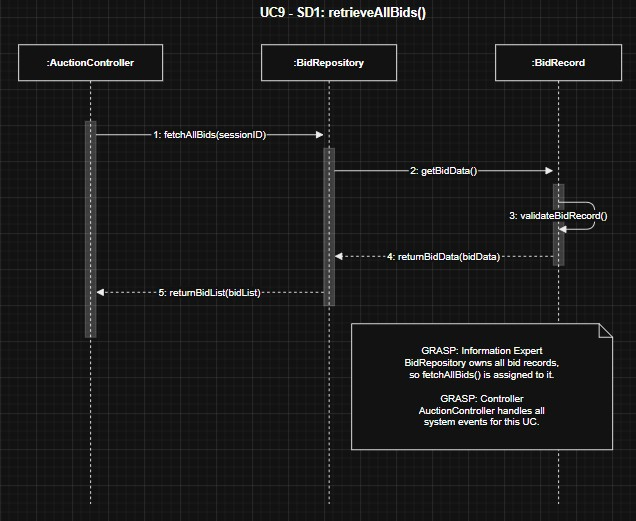 UC9 - SD1: retrieveAllBids()
:AuctionController
:BidRepository
:BidRecord
1: fetchAllBids(sessionID)
2: getBidData()
3: validateBidRecord()
4: returnBidData(bidData)
5: returnBidList(bidList)
GRASP: Information Expert
BidRepository owns all bid records,
so fetchAllBids() is assigned to it.
GRASP: Controller
AuctionController handles all
system events for this UC.